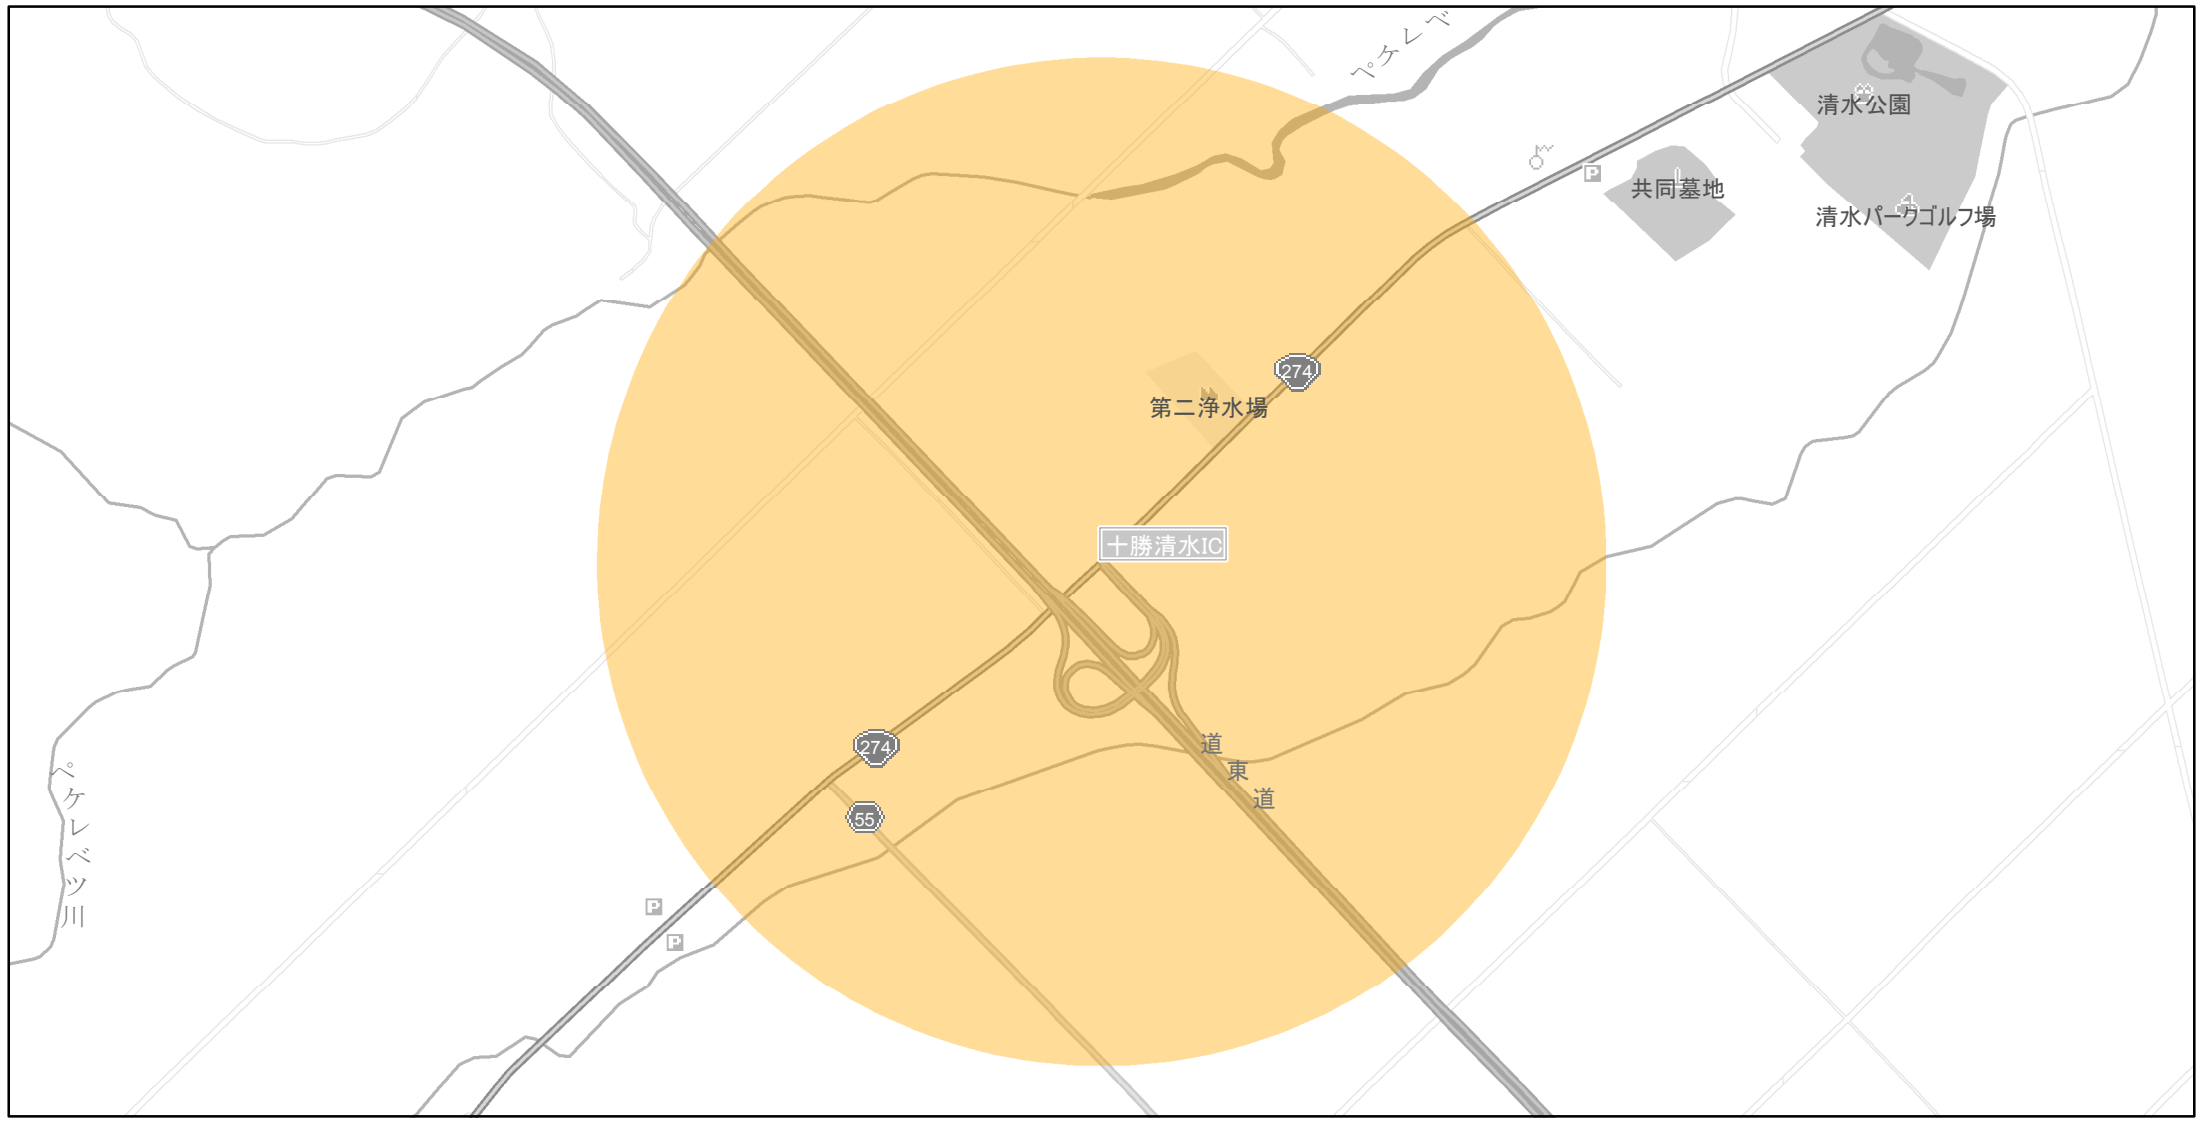 ペケレベ
清水公園
P
共同墓地
清水パークゴルフ場
274
第二浄水場
十勝清水IC
274
道東道
55
ペケレベツ川
P
P